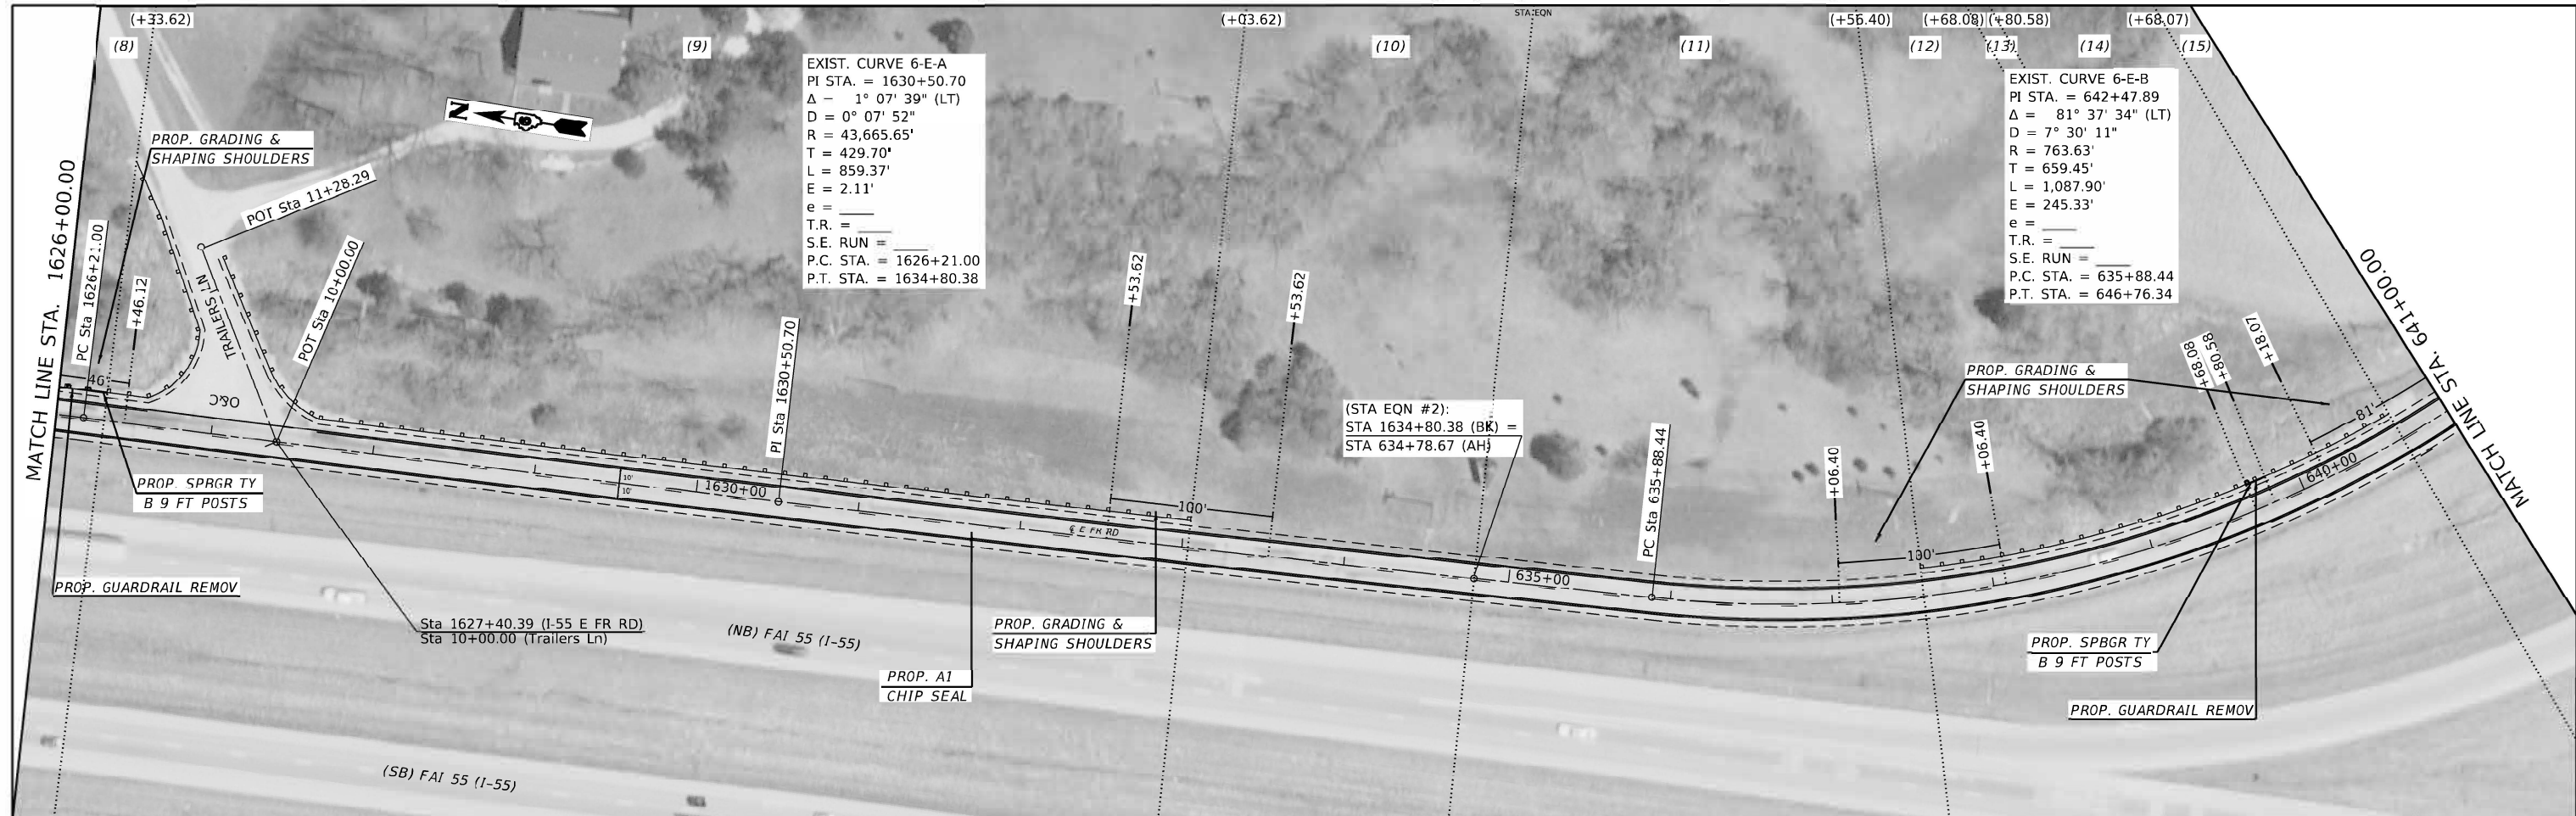 (+33.62)
(+03.62)
STA EQN
(+56.40)
(+68.08)
(+80.58)
(+68.07)
(8)
(9)
(10)
(11)
(12)
(13)
(14)
(15)
EXIST. CURVE 6-E-A
PI STA. = 1630+50.70
Δ = 1° 07' 39" (LT)
D = 0° 07' 52"
R = 43,665.65'
T = 429.70'
L = 859.37'
E = 2.11'
e = ____
T.R. = ____
S.E. RUN = ____
P.C. STA. = 1626+21.00
P.T. STA. = 1634+80.38
EXIST. CURVE 6-E-B
PI STA. = 642+47.89
Δ = 81° 37' 34" (LT)
D = 7° 30' 11"
R = 763.63'
T = 659.45'
L = 1,087.90'
E = 245.33'
e = ____
T.R. = ____
S.E. RUN = ____
P.C. STA. = 635+88.44
P.T. STA. = 646+76.34
N
PROP. GRADING &
SHAPING SHOULDERS
POT Sta 11+28.29
MATCH LINE STA. 1626+00.00
PC Sta 1626+21.00
+46.12
TRAILERS LN
POT Sta 10+00.00
46'
O&C
PI Sta 1630+50.70
+53.62
+53.62
100'
10'
10'
1630+00
℄ E FR RD
PROP. SPBGR TY
B 9 FT POSTS
PROP. GUARDRAIL REMOV
Sta 1627+40.39 (I-55 E FR RD)
Sta 10+00.00 (Trailers Ln)
(NB) FAI 55 (I-55)
(SB) FAI 55 (I-55)
PROP. A1
CHIP SEAL
PROP. GRADING &
SHAPING SHOULDERS
(STA EQN #2):
STA 1634+80.38 (BK) =
STA 634+78.67 (AH)
635+00
PC Sta 635+88.44
+06.40
+06.40
100'
PROP. GRADING &
SHAPING SHOULDERS
+68.08
+80.58
+18.07
81'
640+00
MATCH LINE STA. 641+00.00
PROP. SPBGR TY
B 9 FT POSTS
PROP. GUARDRAIL REMOV